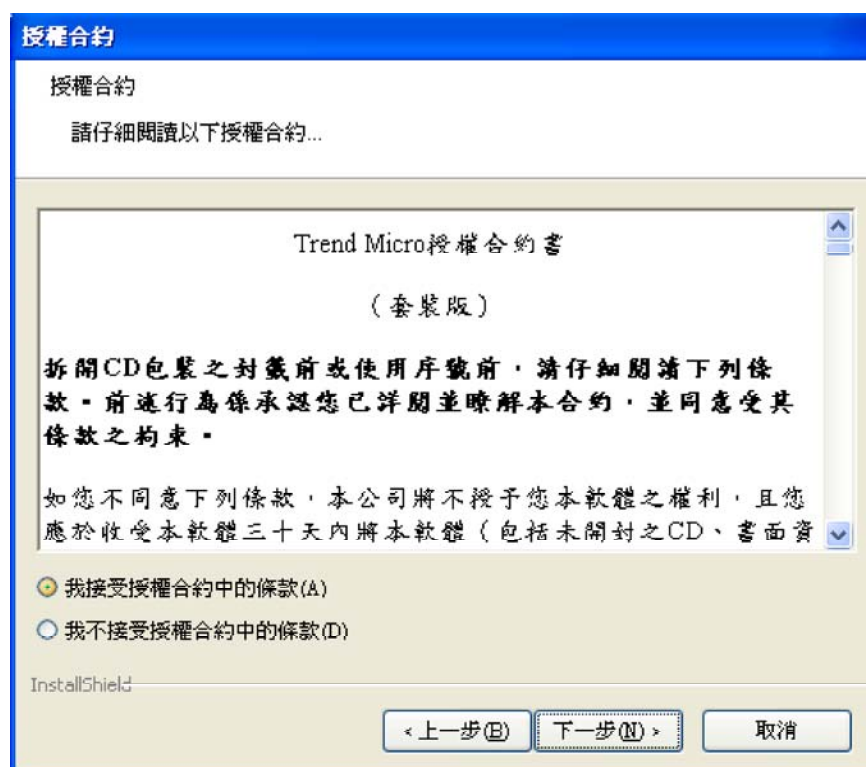 授權合約
授權合約
請仔細閱讀以下授權合約...
Trend Micro授權合約書
（套裝版）
拆開CD包裝之封籤前或使用序號前，請仔細閱讀下列條
款。前述行為係承認您已詳閱並瞭解本合約，並同意受其
條款之拘束。
如您不同意下列條款，本公司將不授予您本軟體之權利，且您
應於收受本軟體三十天內將本軟體（包括未開封之CD、書面資
我接受授權合約中的條款(A)
我不接受授權合約中的條款(D)
InstallShield
<上一步(B) 下一步(N)> 取消